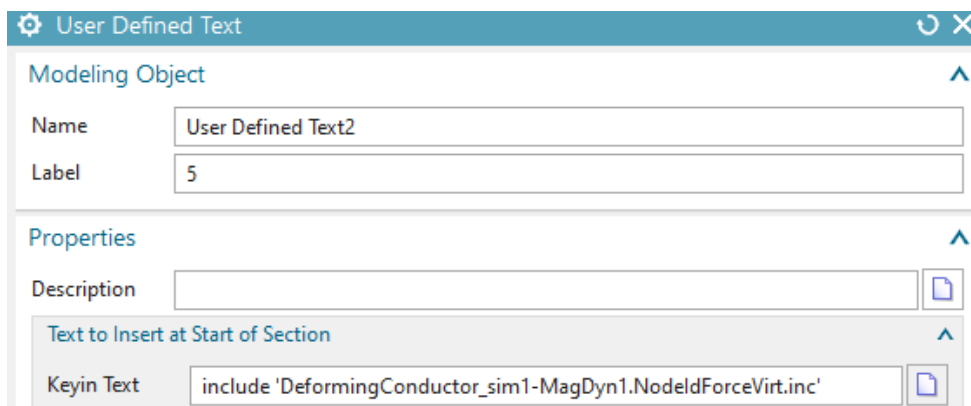 User Defined Text
Modeling Object
Name User Defined Text2
Label 5
Properties
Description
Text to Insert at Start of Section
Keyin Text include 'DeformingConductor_sim1-MagDyn1.NodeIdForceVirt.inc'